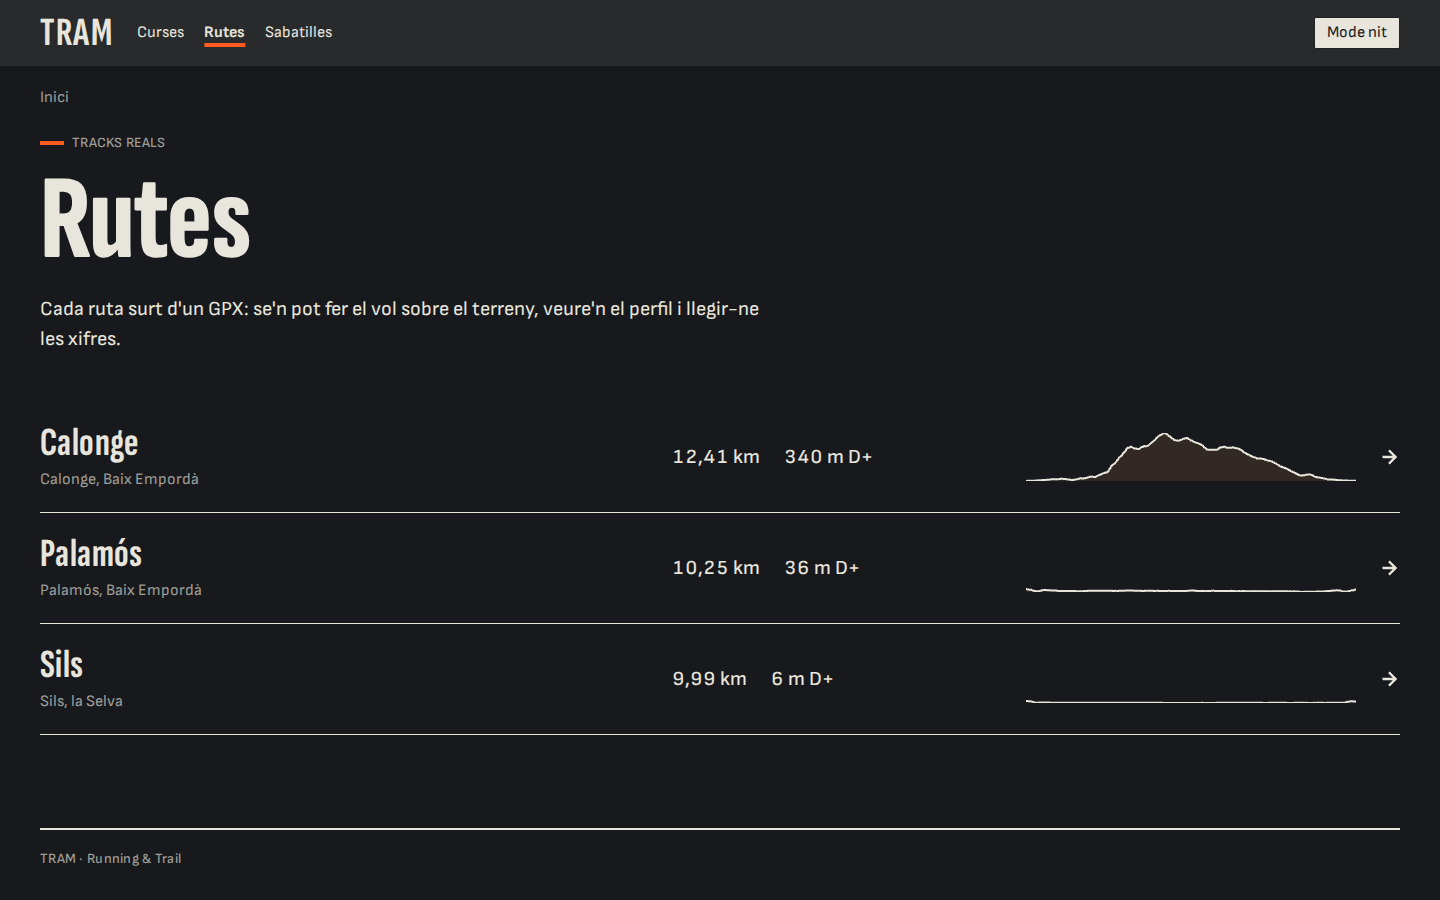 TRAM Curses Rutes Sabatilles Mode nit
Inici
TRACKS REALS
Rutes
Cada ruta surt d'un GPX: se'n pot fer el vol sobre el terreny, veure'n el perfil i llegir-ne
les xifres.
Calonge
Calonge, Baix Empordà
12,41 km 340 m D+
Palamós
Palamós, Baix Empordà
10,25 km 36 m D+
Sils
Sils, la Selva
9,99 km 6 m D+
TRAM · Running & Trail